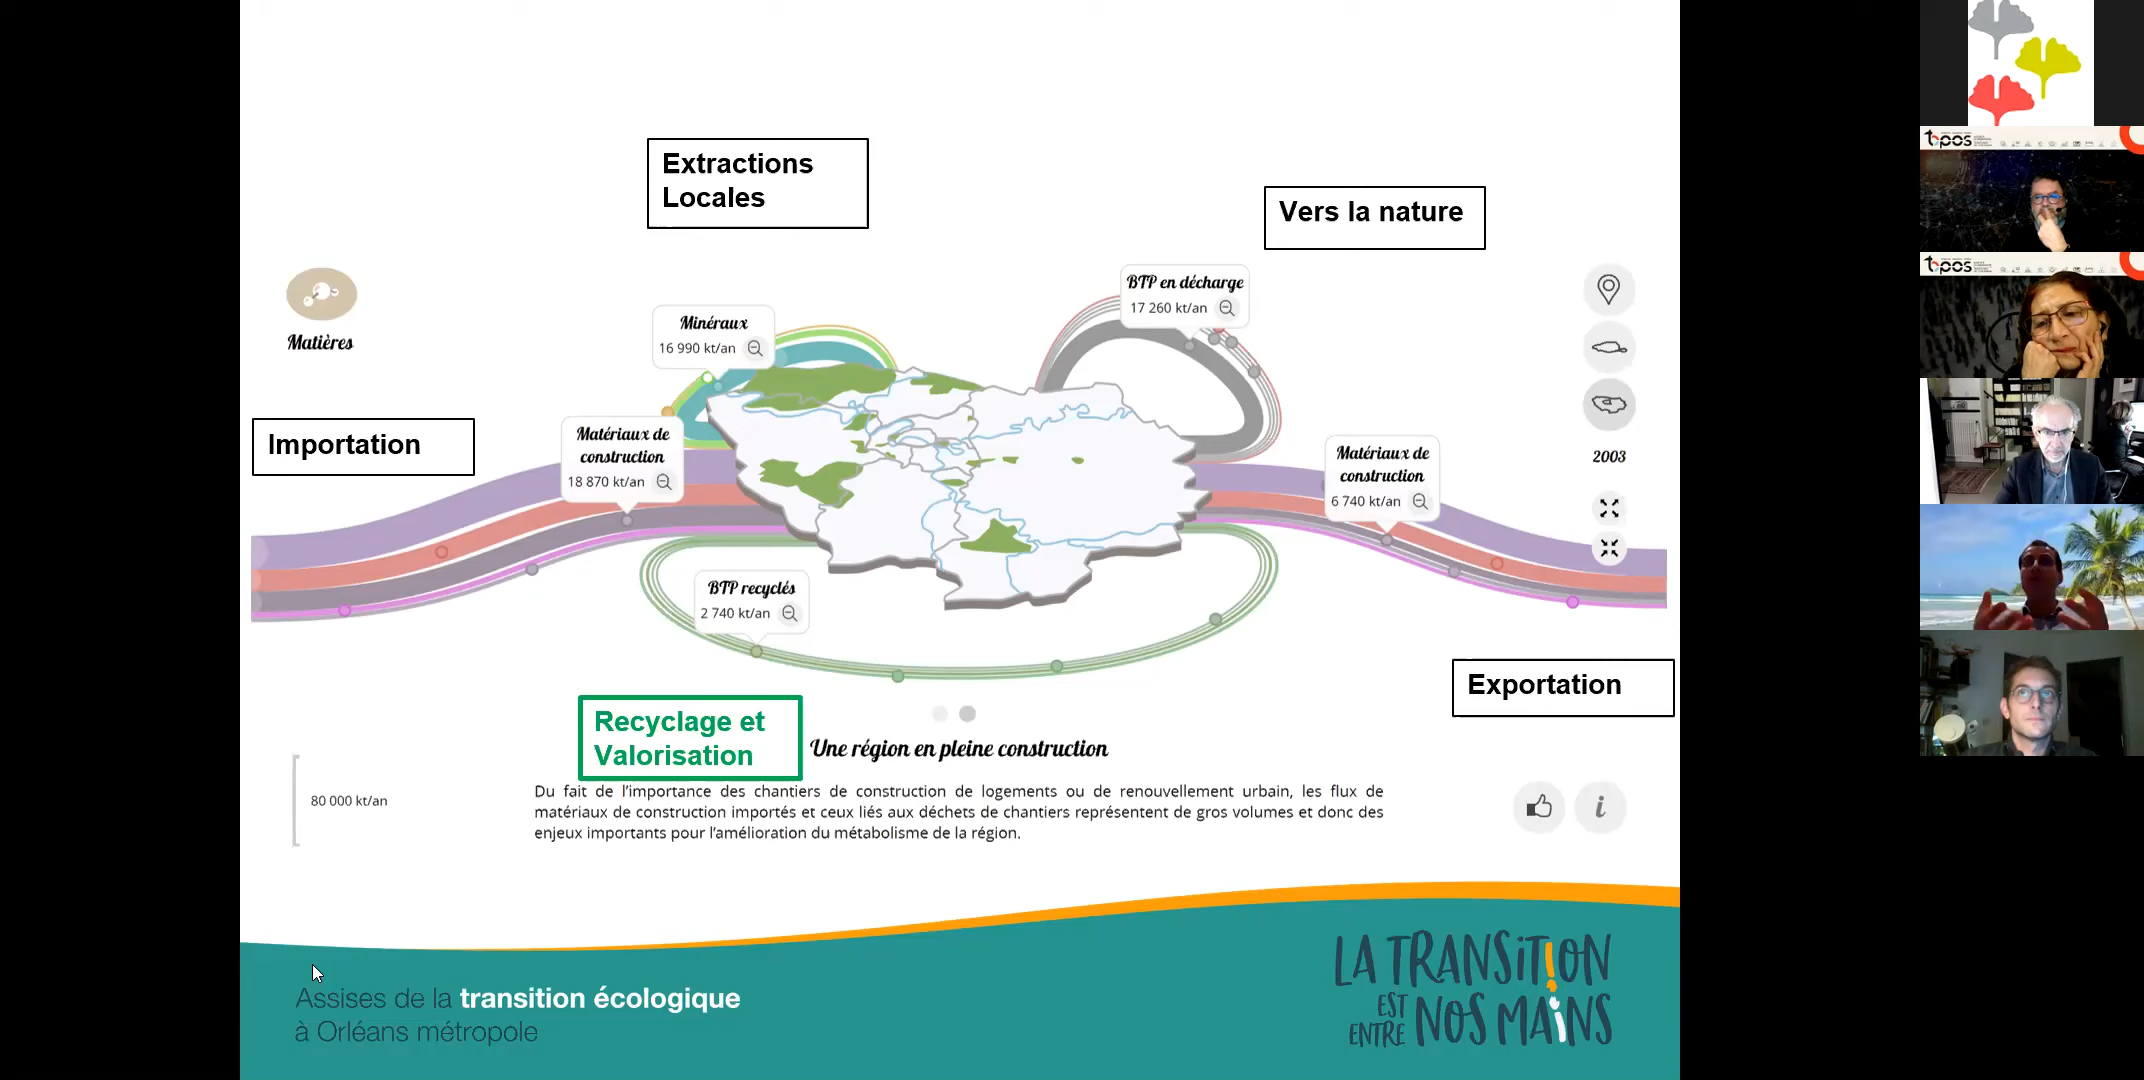 Extractions
Locales
Vers la nature
BTP en décharge
17 260 kt/an
Minéraux
16 990 kt/an
Matières
Importation
Matériaux de
construction
18 870 kt/an
Matériaux de
construction
6 740 kt/an
2003
BTP recyclés
2 740 kt/an
Exportation
Recyclage et
Valorisation
Une région en pleine construction
80 000 kt/an
Du fait de l’importance des chantiers de construction de logements ou de renouvellement urbain, les flux de
matériaux de construction importés et ceux liés aux déchets de chantiers représentent de gros volumes et donc des
enjeux importants pour l’amélioration du métabolisme de la région.
i
Assises de la transition écologique
à Orléans métropole
LA TRANSiTiON
EST
ENTRE NOS MAiNS
topos
topos